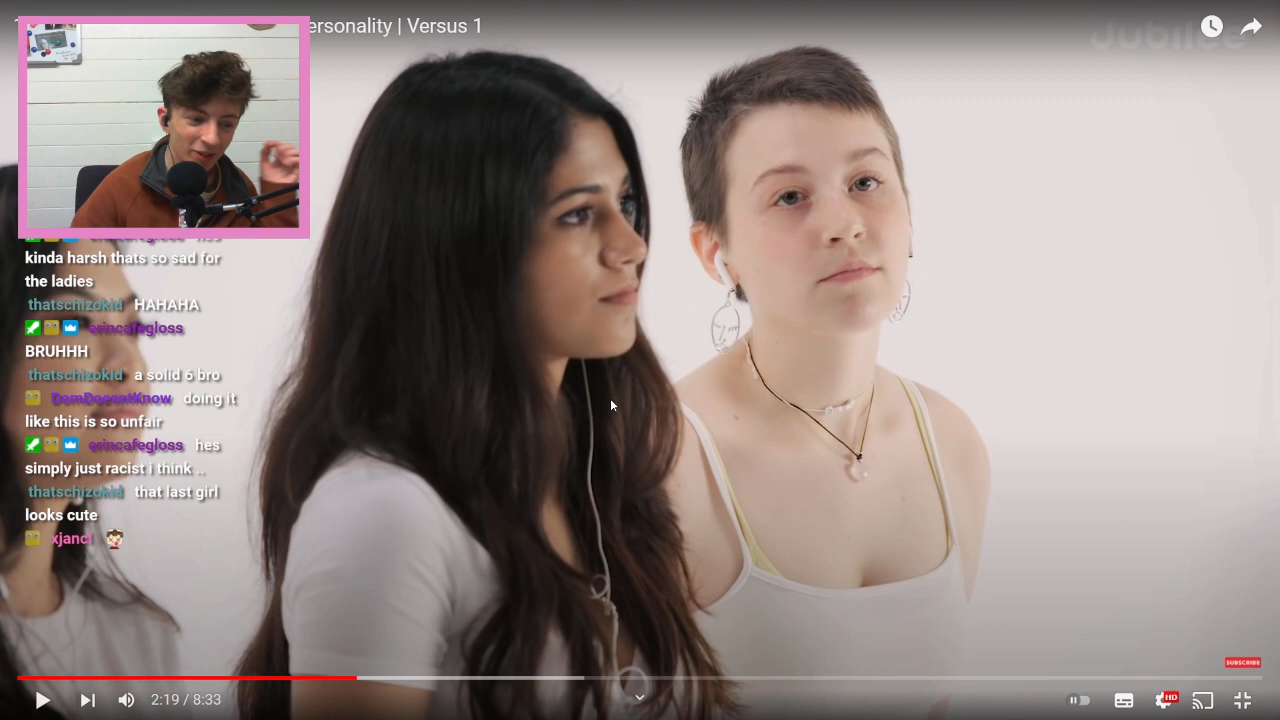 ersonality | Versus 1
Jubilee
erincafegloss hes
kinda harsh thats so sad for
the ladies
thatschizokid HAHAHA
erincafegloss
BRUHHH
thatschizokid a solid 6 bro
DomDoesntKnow doing it
like this is so unfair
erincafegloss hes
simply just racist i think ..
thatschizokid that last girl
looks cute
xjanci
SUBSCRIBE
2:19 / 8:33
HD